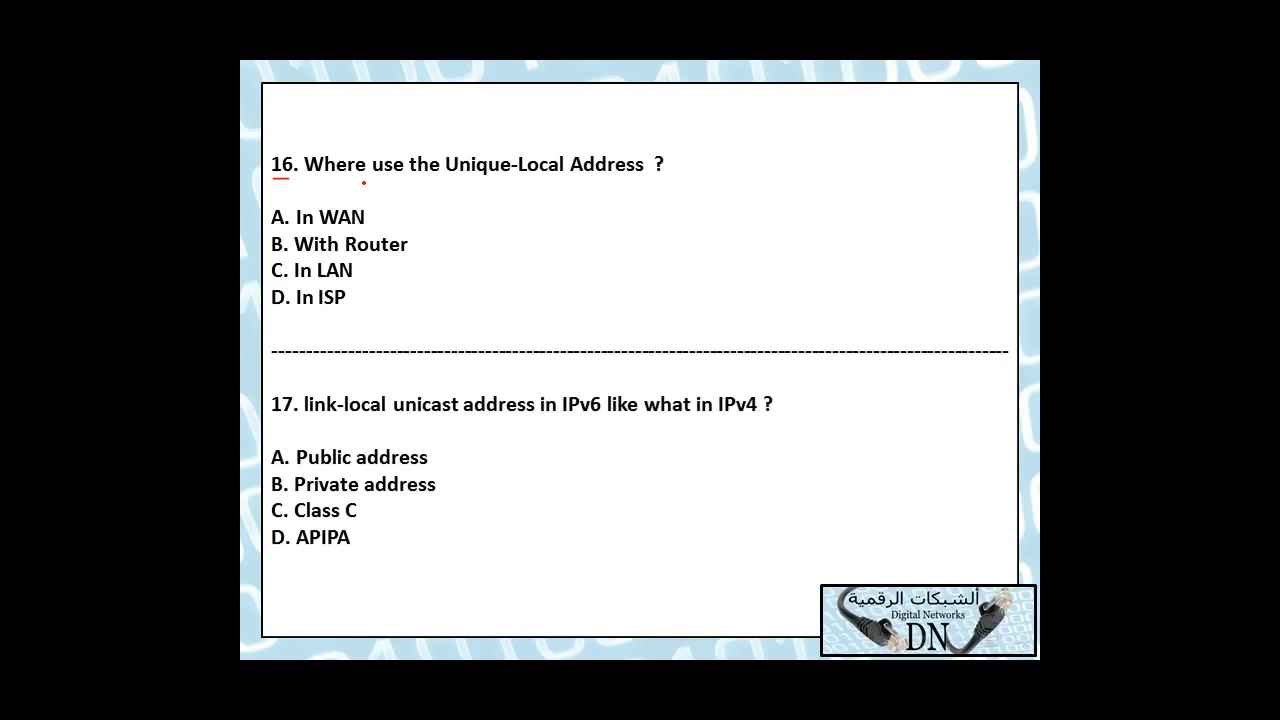 16. Where use the Unique-Local Address ?
A. In WAN
B. With Router
C. In LAN
D. In ISP
---------------------------------------------------------------------------------------------------------
17. link-local unicast address in IPv6 like what in IPv4 ?
A. Public address
B. Private address
C. Class C
D. APIPA
ألشبكات الرقمية
Digital Networks
DN